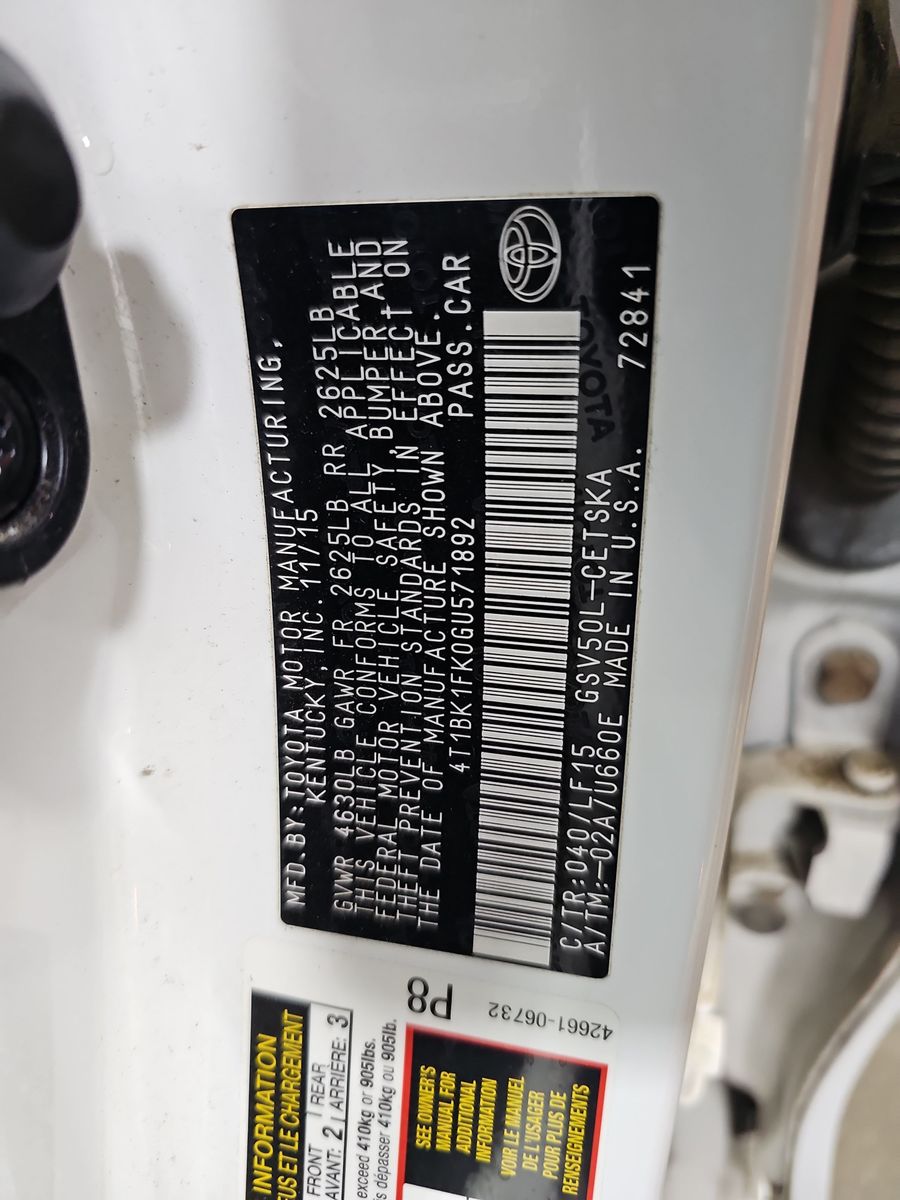 MFD.BY:TOYOTA MOTOR MANUFACTURING,
KENTUCKY, INC. 11/15
GVWR 4630LB GAWR FR 2625LB RR 2625LB
THIS VEHICLE CONFORMS TO ALL APPLICABLE
FEDERAL MOTOR VEHICLE SAFETY, BUMPER, AND
THEFT PREVENTION STANDARDS IN EFFECT ON
THE DATE OF MANUFACTURE SHOWN ABOVE.
4T1BK1FK0GU571892 PASS.CAR
TOYOTA
C/TR:040/LF15 GSV50L-CETSKA
A/TM:-02A/U660E MADE IN U.S.A. 72841
P8
42661-06732
INFORMATION
ET LE CHARGEMENT
FRONT REAR
AVANT: 2 ARRIÈRE: 3
exceed 410kg or 905lbs.
dépasser 410kg ou 905lb.
SEE OWNER'S
MANUAL FOR
ADDITIONAL
INFORMATION
VOIR LE MANUEL
DE L'USAGER
POUR PLUS DE
RENSEIGNEMENTS